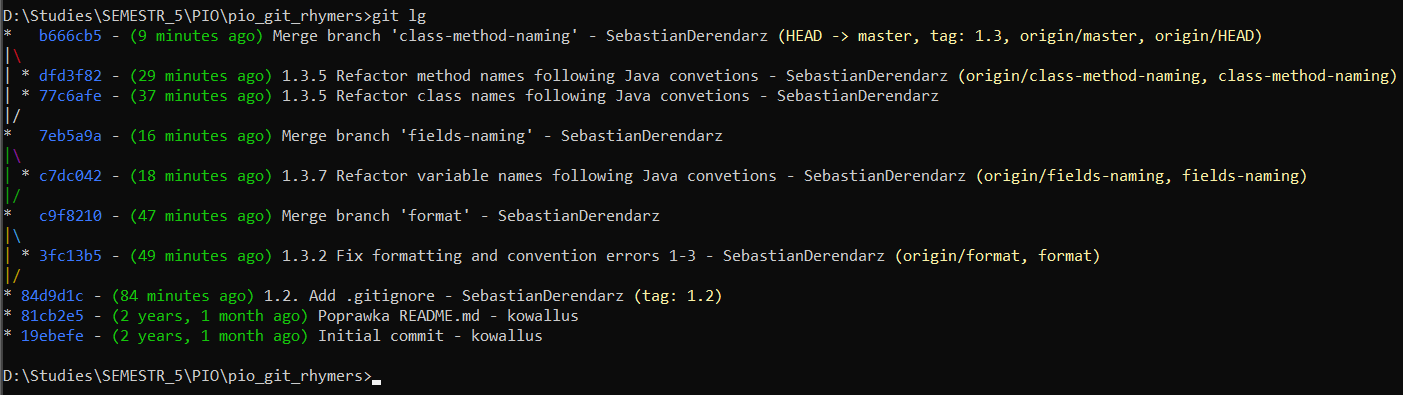 D:\Studies\SEMESTR_5\PIO\pio_git_rhymers>git lg
*   b666cb5 - (9 minutes ago) Merge branch 'class-method-naming' - SebastianDerendarz (HEAD -> master, tag: 1.3, origin/master, origin/HEAD)
|\
| * dfd3f82 - (29 minutes ago) 1.3.5 Refactor method names following Java convetions - SebastianDerendarz (origin/class-method-naming, class-method-naming)
| * 77c6afe - (37 minutes ago) 1.3.5 Refactor class names following Java convetions - SebastianDerendarz
|/
*   7eb5a9a - (16 minutes ago) Merge branch 'fields-naming' - SebastianDerendarz
|\
| * c7dc042 - (18 minutes ago) 1.3.7 Refactor variable names following Java convetions - SebastianDerendarz (origin/fields-naming, fields-naming)
|/
*   c9f8210 - (47 minutes ago) Merge branch 'format' - SebastianDerendarz
|\
| * 3fc13b5 - (49 minutes ago) 1.3.2 Fix formatting and convention errors 1-3 - SebastianDerendarz (origin/format, format)
|/
* 84d9d1c - (84 minutes ago) 1.2. Add .gitignore - SebastianDerendarz (tag: 1.2)
* 81cb2e5 - (2 years, 1 month ago) Poprawka README.md - kowallus
* 19ebefe - (2 years, 1 month ago) Initial commit - kowallus
D:\Studies\SEMESTR_5\PIO\pio_git_rhymers>